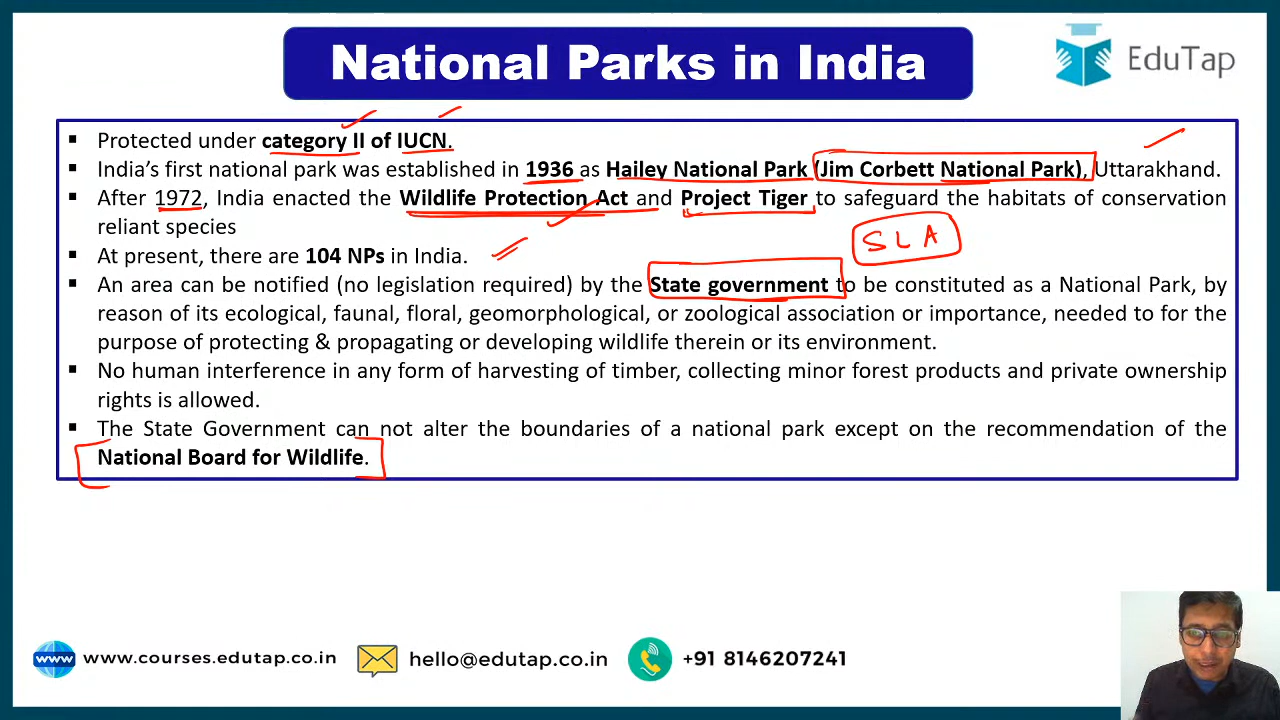 National Parks in India
EduTap
▪ Protected under category II of IUCN.
▪ India's first national park was established in 1936 as Hailey National Park (Jim Corbett National Park), Uttarakhand.
▪ After 1972, India enacted the Wildlife Protection Act and Project Tiger to safeguard the habitats of conservation
reliant species
SLA
▪ At present, there are 104 NPs in India.
▪ An area can be notified (no legislation required) by the State government to be constituted as a National Park, by
reason of its ecological, faunal, floral, geomorphological, or zoological association or importance, needed to for the
purpose of protecting & propagating or developing wildlife therein or its environment.
▪ No human interference in any form of harvesting of timber, collecting minor forest products and private ownership
rights is allowed.
▪ The State Government can not alter the boundaries of a national park except on the recommendation of the
National Board for Wildlife.
www www.courses.edutap.co.in hello@edutap.co.in +91 8146207241